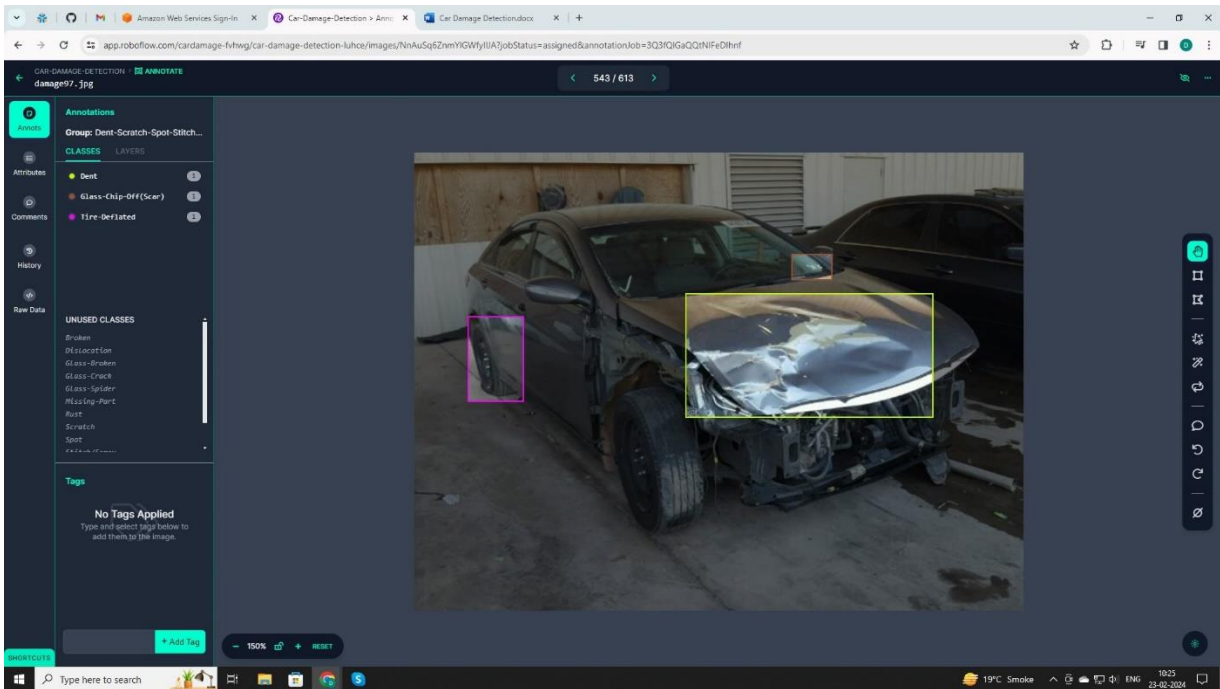 Amazon Web Services Sign-In
Car-Damage-Detection > Anno
Car Damage Detection.docx
app.roboflow.com/cardamage-fvhwg/car-damage-detection-luhce/images/NnAuSq6ZnmYlGWfyIIJA?jobStatus=assigned&annotationJob=3Q3fQIGaQQtNlFeDlhnf
CAR-DAMAGE-DETECTION ANNOTATE
damage97.jpg
543 / 613
Annots
Attributes
Comments
History
Raw Data
Annotations
Group: Dent-Scratch-Spot-Stitch...
CLASSES LAYERS
Dent 1
Glass-Chip-Off(Scar) 1
Tire-Deflated 1
UNUSED CLASSES
Broken
Dislocation
Glass-Broken
Glass-Crack
Glass-Spider
Missing-Part
Rust
Scratch
Spot
Tags
No Tags Applied
Type and select tags below to
add them to the image.
+ Add Tag
SHORTCUTS
− 150% + RESET
Type here to search
19°C Smoke
ENG
10:25
23-02-2024